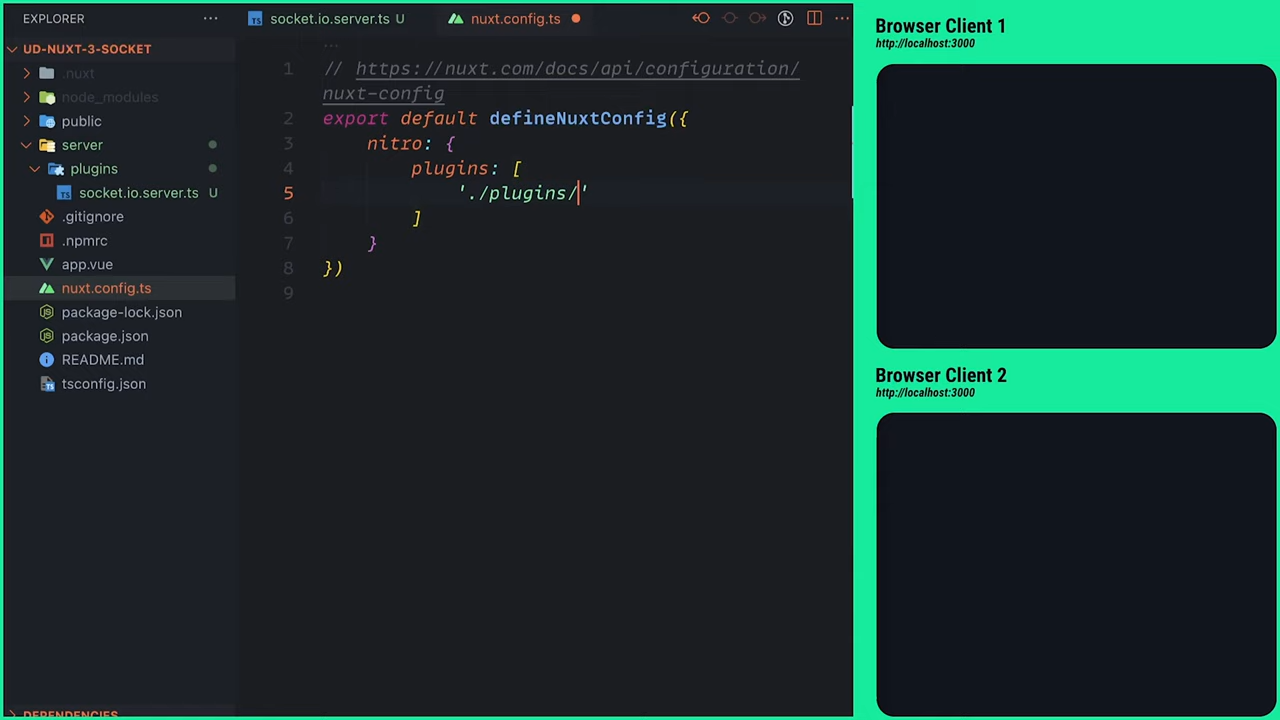 EXPLORER
UD-NUXT-3-SOCKET
.nuxt
node_modules
public
server
plugins
socket.io.server.ts U
.gitignore
.npmrc
app.vue
nuxt.config.ts
package-lock.json
package.json
README.md
tsconfig.json
DEPENDENCIES
socket.io.server.ts U
nuxt.config.ts
1 // https://nuxt.com/docs/api/configuration/
nuxt-config
2 export default defineNuxtConfig({
3 nitro: {
4 plugins: [
5 './plugins/'
6 ]
7 }
8 })
9
Browser Client 1
http://localhost:3000
Browser Client 2
http://localhost:3000